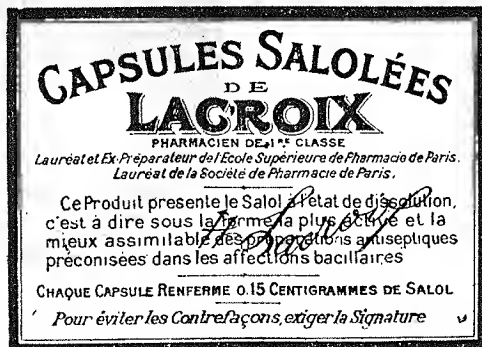 CAPSULES SALOLÉES
DE
LACROIX
PHARMACIEN DE 1RE CLASSE
Lauréat et Ex-Préparateur de l'Ecole Supérieure de Pharmacie de Paris.
Lauréat de la Société de Pharmacie de Paris.
Ce Produit presente le Salol à l'état de dissolution,
c'est à dire sous la forme la plus active et la
mieux assimilable des préparations antiseptiques
préconisées dans les affections bacillaires
Lacroix
CHAQUE CAPSULE RENFERME 0.15 CENTIGRAMMES DE SALOL
Pour éviter les Contrefaçons, exiger la Signature